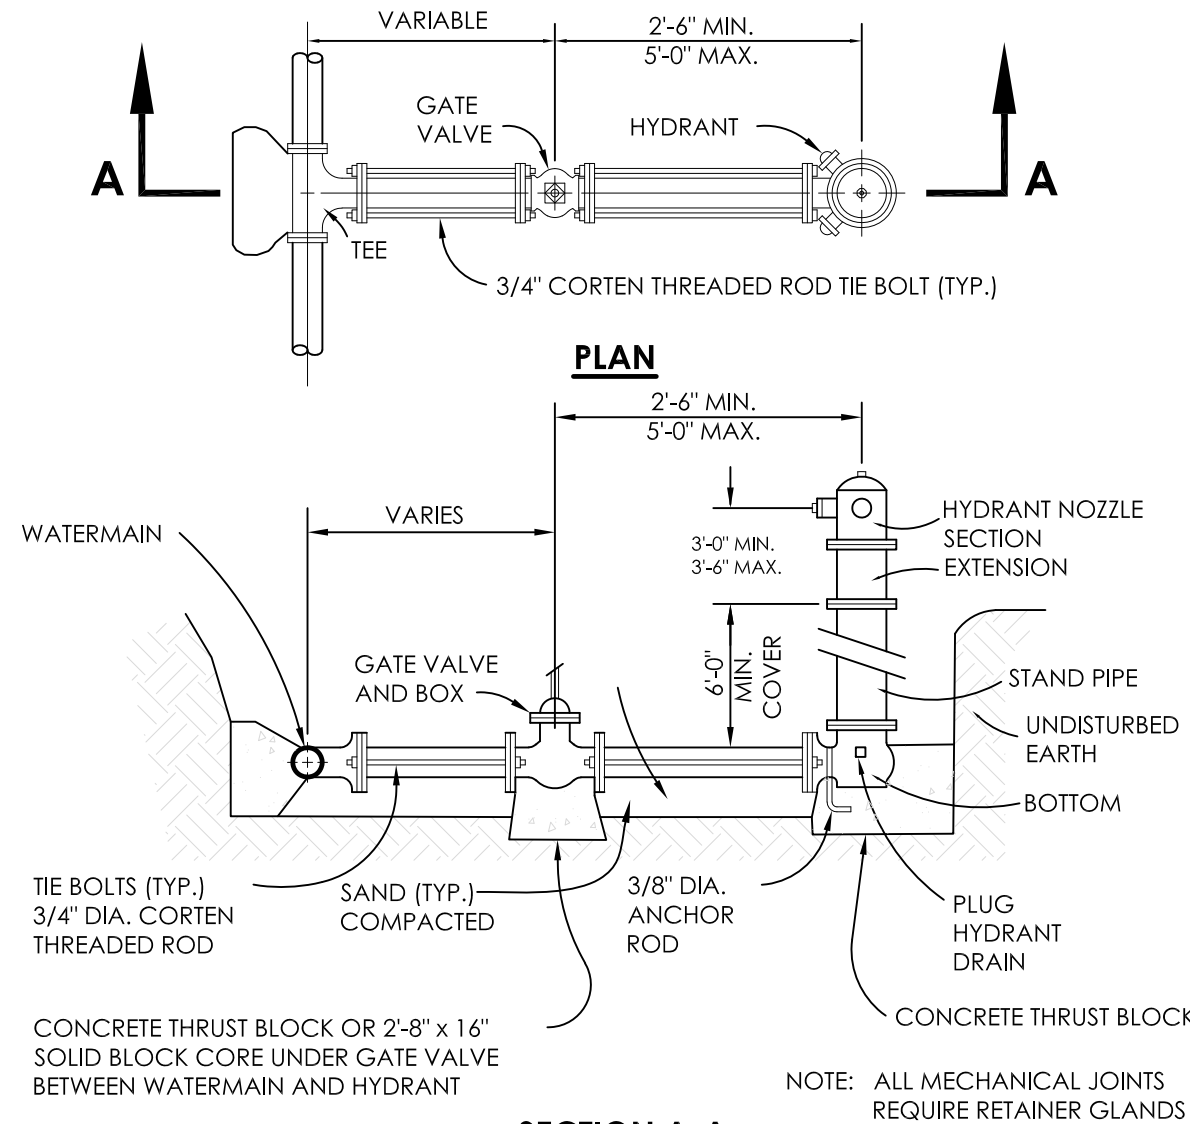 VARIABLE
2'-6" MIN.
5'-0" MAX.
GATE
VALVE
HYDRANT
A
A
TEE
3/4" CORTEN THREADED ROD TIE BOLT (TYP.)
PLAN
2'-6" MIN.
5'-0" MAX.
WATERMAIN
VARIES
3'-0" MIN.
3'-6" MAX.
HYDRANT NOZZLE
SECTION
EXTENSION
GATE VALVE
AND BOX
6'-0"
MIN.
COVER
STAND PIPE
UNDISTURBED
EARTH
BOTTOM
TIE BOLTS (TYP.)
3/4" DIA. CORTEN
THREADED ROD
SAND (TYP.)
COMPACTED
3/8" DIA.
ANCHOR
ROD
PLUG
HYDRANT
DRAIN
CONCRETE THRUST BLOCK OR 2'-8" x 16"
SOLID BLOCK CORE UNDER GATE VALVE
BETWEEN WATERMAIN AND HYDRANT
CONCRETE THRUST BLOCK
NOTE: ALL MECHANICAL JOINTS
REQUIRE RETAINER GLANDS
SECTION A-A